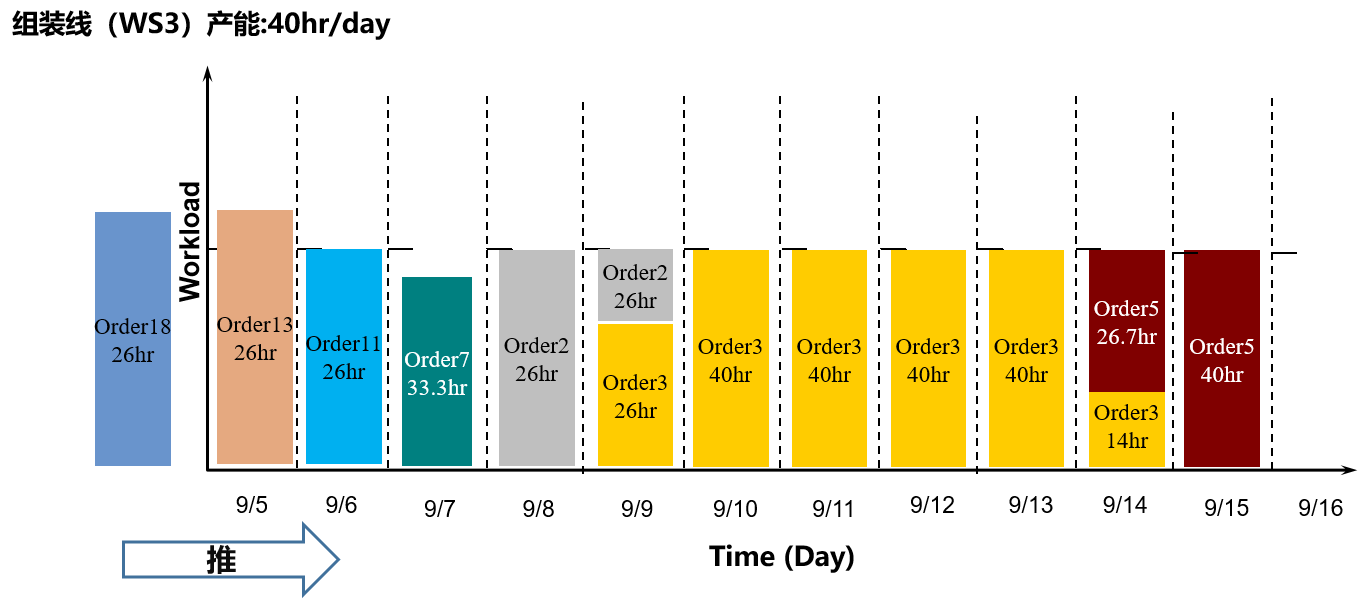 组装线（WS3）产能:40hr/day
Workload
Order18
26hr
Order13
26hr
Order11
26hr
Order7
33.3hr
Order2
26hr
Order2
26hr
Order3
26hr
Order3
40hr
Order3
40hr
Order3
40hr
Order3
40hr
Order5
26.7hr
Order3
14hr
Order5
40hr
9/5
9/6
9/7
9/8
9/9
9/10
9/11
9/12
9/13
9/14
9/15
9/16
推
Time (Day)